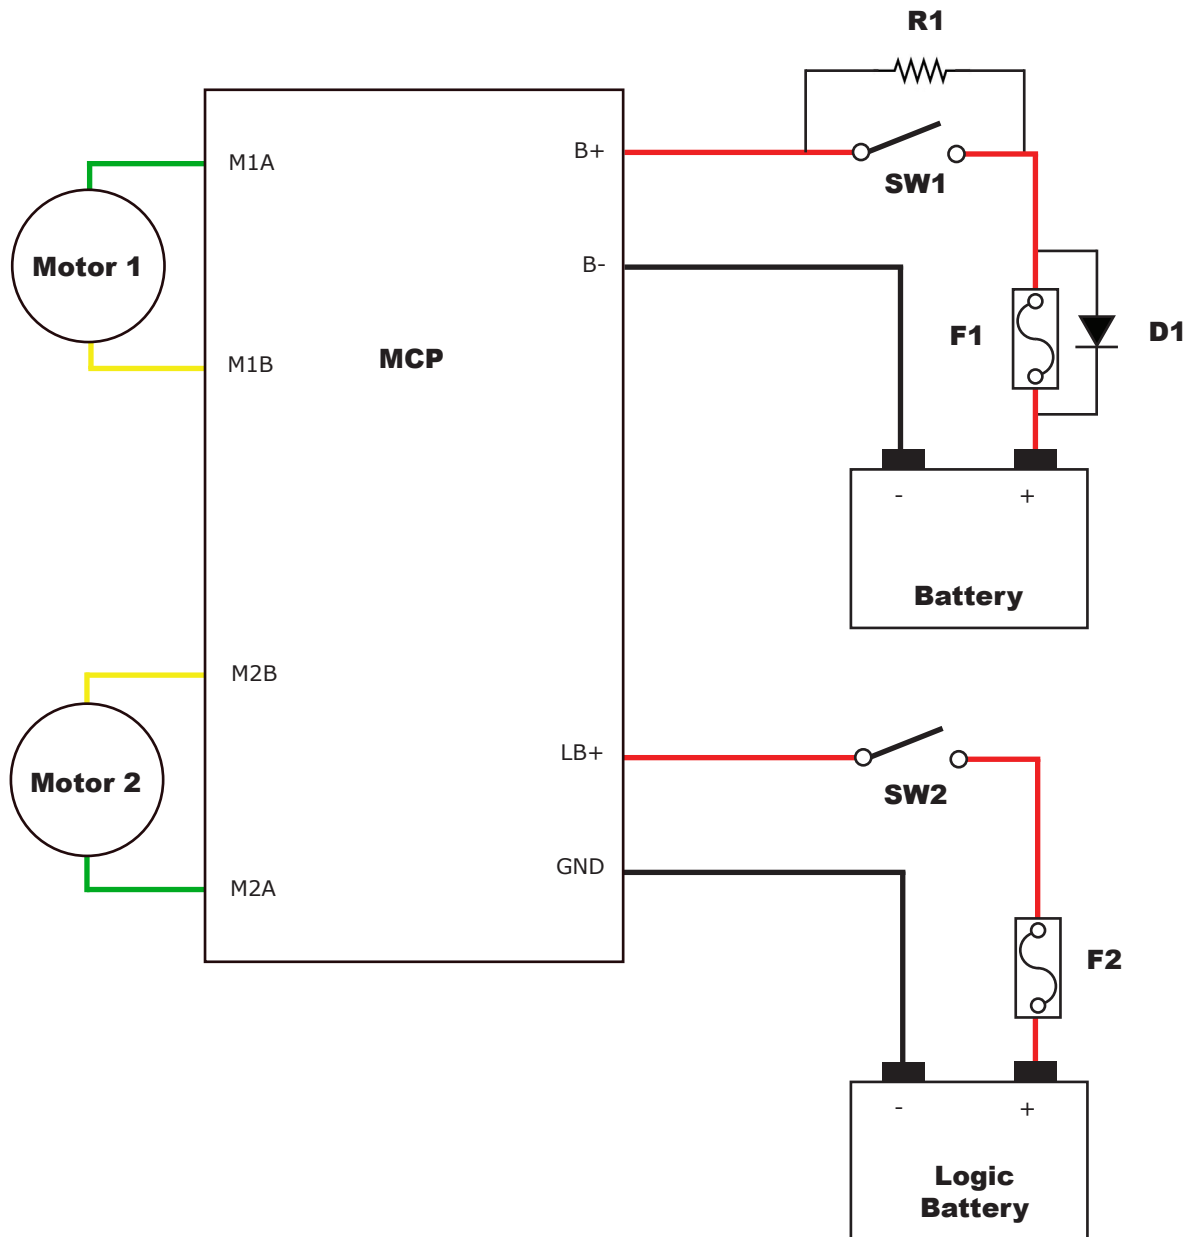 R1
M1A
B+
SW1
Motor 1
B-
F1
D1
MCP
M1B
- +
Battery
M2B
LB+
Motor 2
SW2
GND
M2A
F2
- +
Logic
Battery